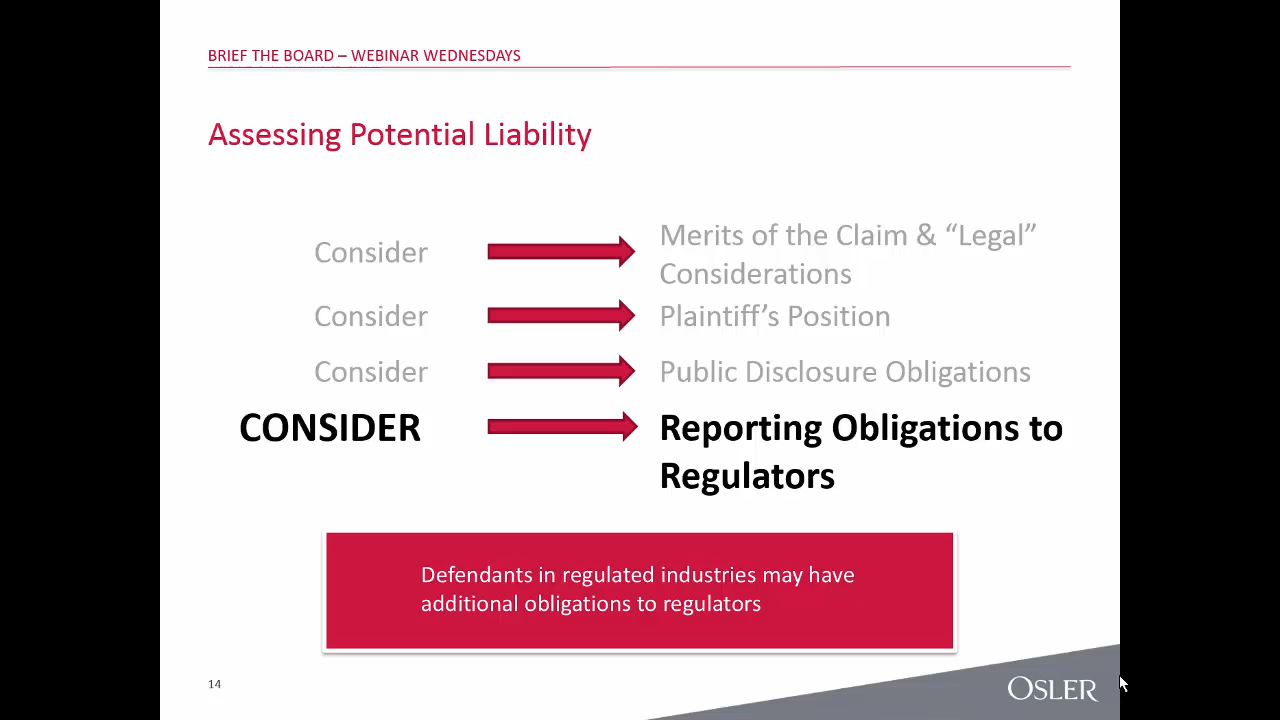 BRIEF THE BOARD – WEBINAR WEDNESDAYS
Assessing Potential Liability
Consider Merits of the Claim & “Legal”
Considerations
Consider Plaintiff’s Position
Consider Public Disclosure Obligations
CONSIDER Reporting Obligations to
Regulators
Defendants in regulated industries may have
additional obligations to regulators
14
OSLER